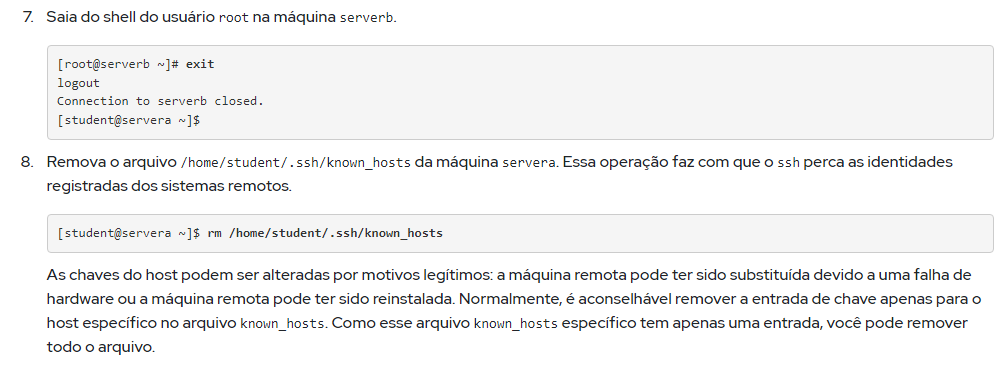 7. Saia do shell do usuário root na máquina serverb.
[root@serverb ~]# exit
logout
Connection to serverb closed.
[student@servera ~]$
8. Remova o arquivo /home/student/.ssh/known_hosts da máquina servera. Essa operação faz com que o ssh perca as identidades
registradas dos sistemas remotos.
[student@servera ~]$ rm /home/student/.ssh/known_hosts
As chaves do host podem ser alteradas por motivos legítimos: a máquina remota pode ter sido substituída devido a uma falha de
hardware ou a máquina remota pode ter sido reinstalada. Normalmente, é aconselhável remover a entrada de chave apenas para o
host específico no arquivo known_hosts. Como esse arquivo known_hosts específico tem apenas uma entrada, você pode remover
todo o arquivo.